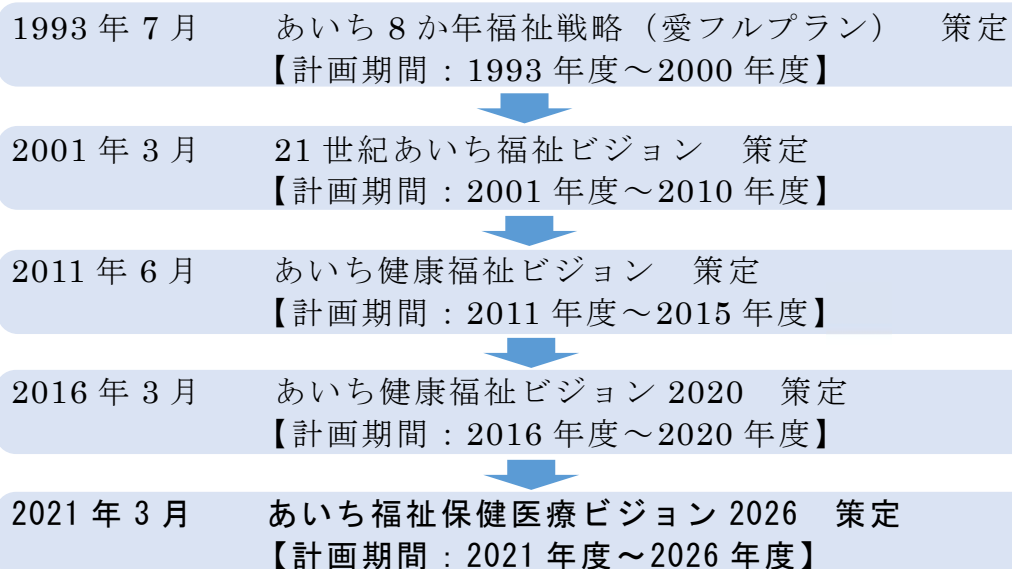 1993 年 7 月 あいち 8 か年福祉戦略（愛フルプラン） 策定
【計画期間：1993 年度～2000 年度】
2001 年 3 月 21 世紀あいち福祉ビジョン 策定
【計画期間：2001 年度～2010 年度】
2011 年 6 月 あいち健康福祉ビジョン 策定
【計画期間：2011 年度～2015 年度】
2016 年 3 月 あいち健康福祉ビジョン 2020 策定
【計画期間：2016 年度～2020 年度】
2021 年 3 月 あいち福祉保健医療ビジョン 2026 策定
【計画期間：2021 年度～2026 年度】